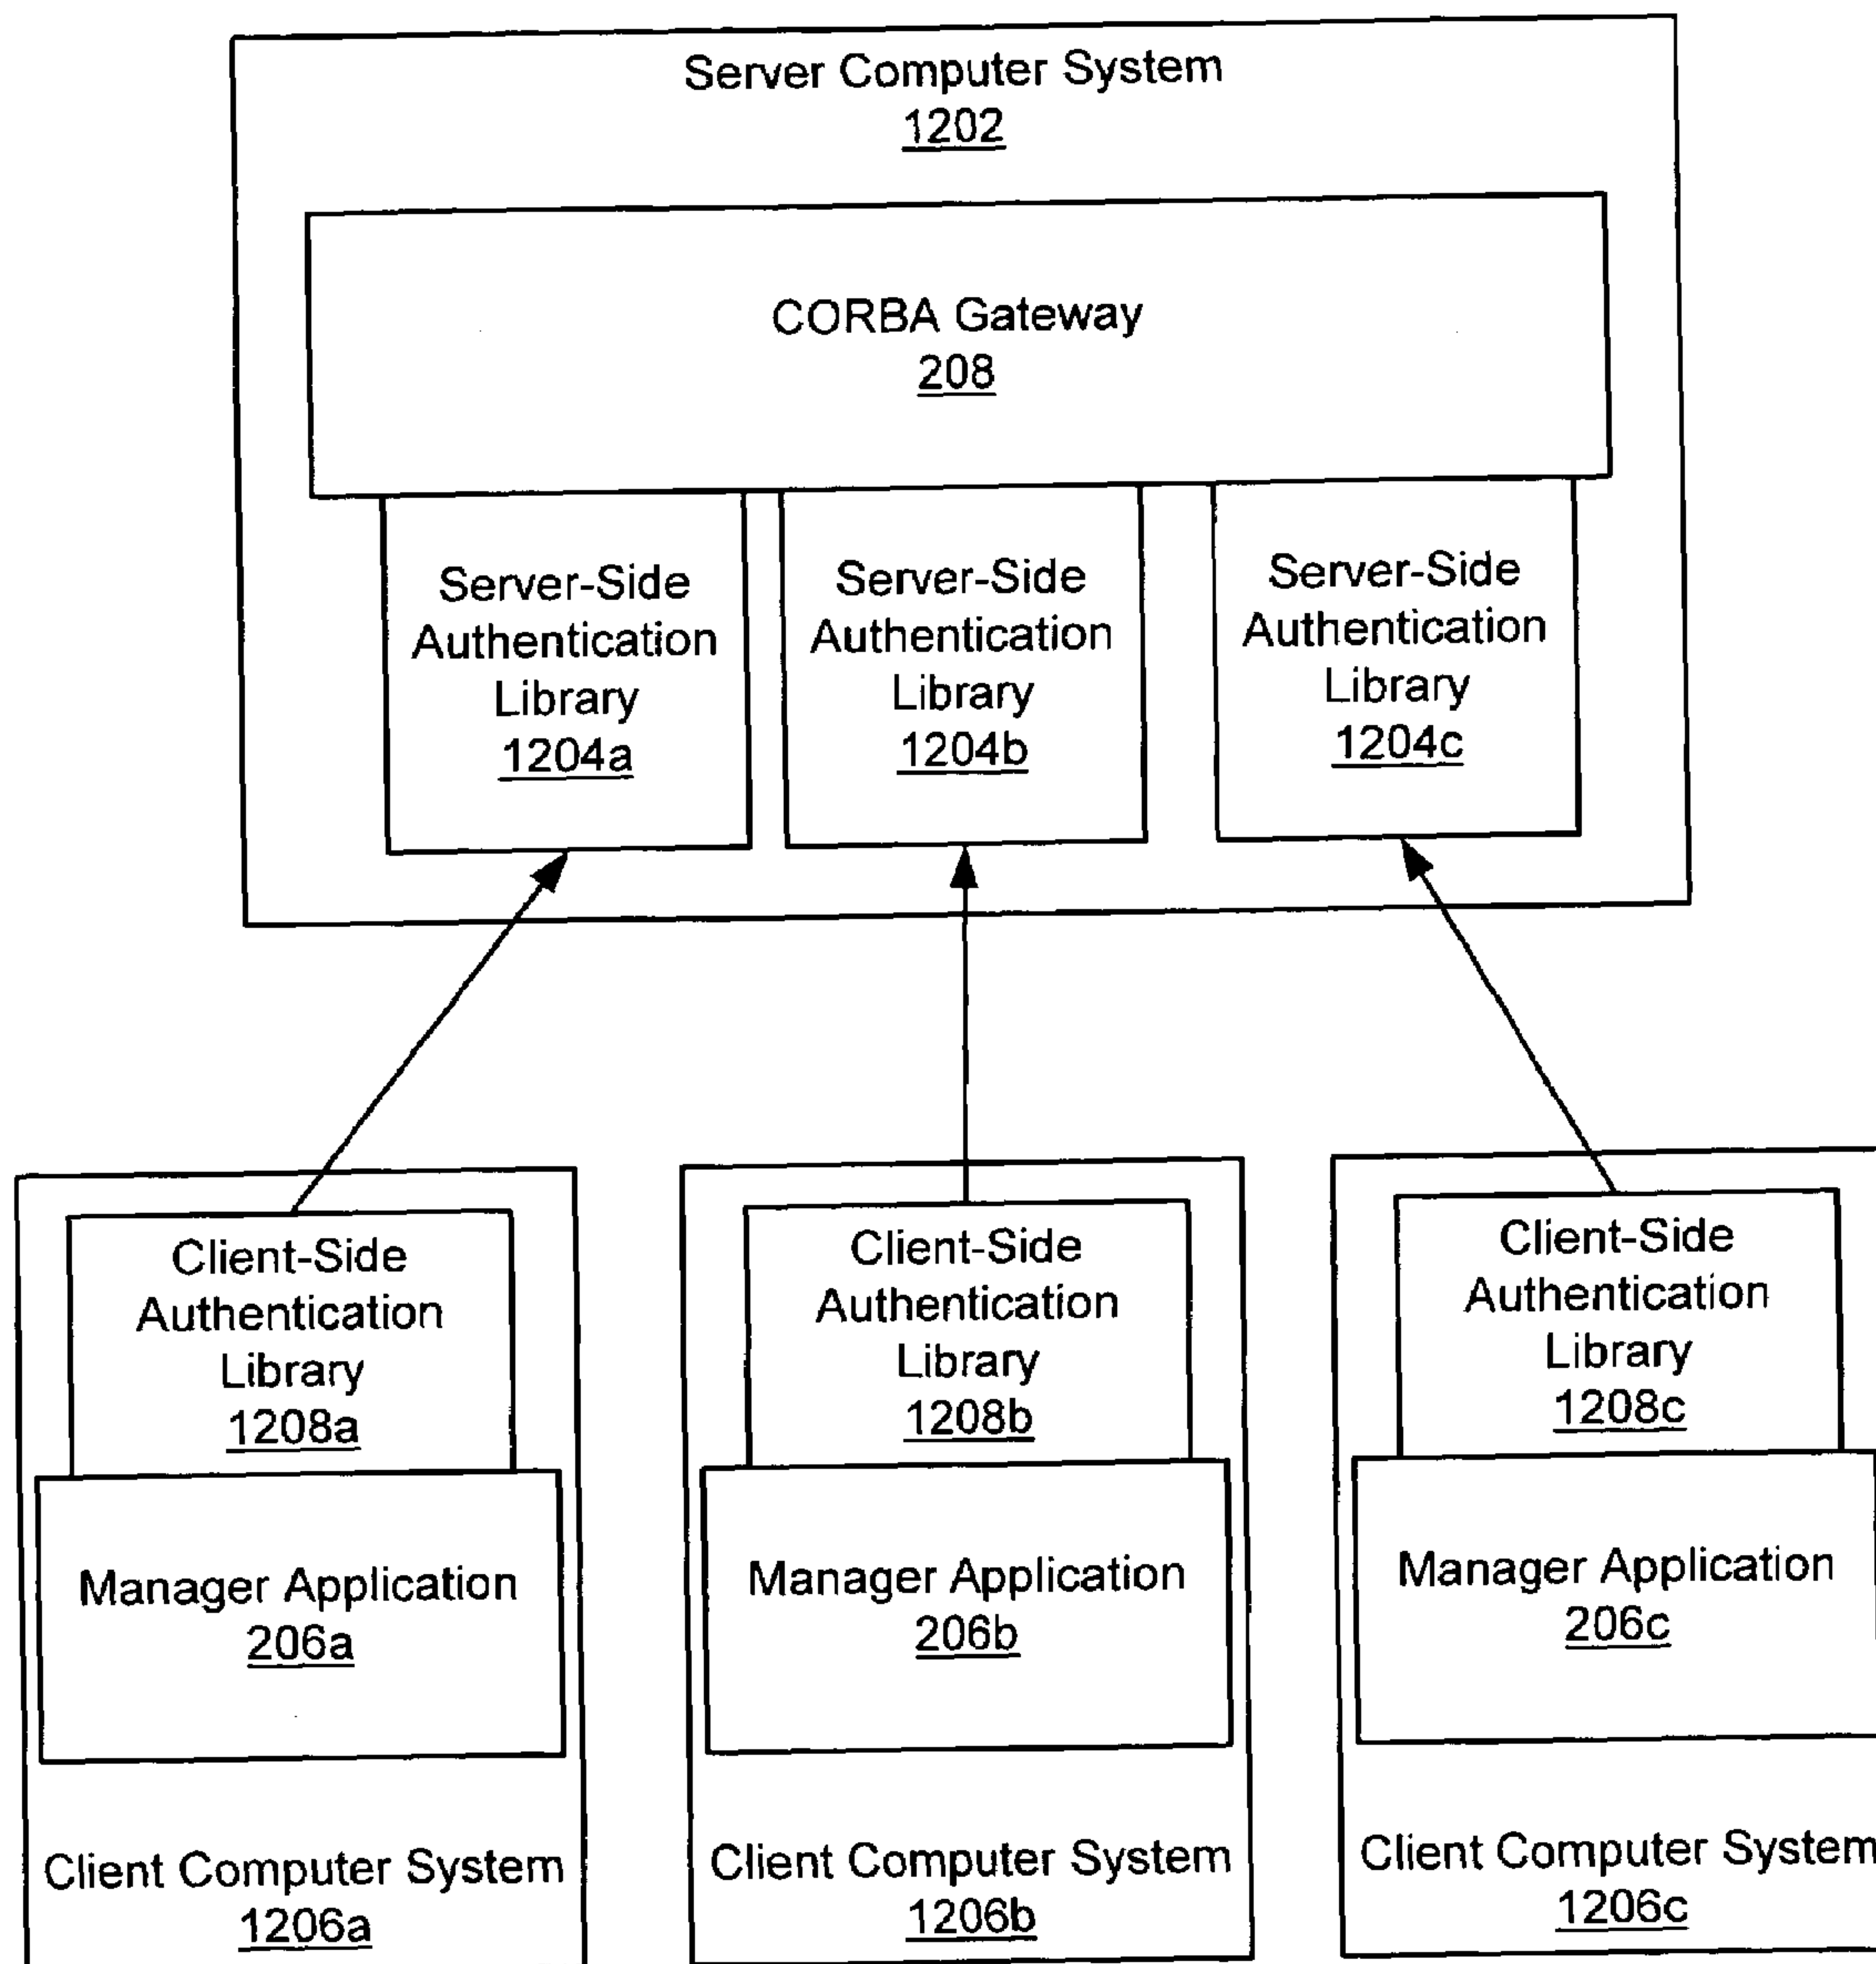 Server Computer System
1202
CORBA Gateway
208
Server-Side
Authentication
Library
1204a
Server-Side
Authentication
Library
1204b
Server-Side
Authentication
Library
1204c
Client-Side
Authentication
Library
1208a
Manager Application
206a
Client Computer System
1206a
Client-Side
Authentication
Library
1208b
Manager Application
206b
Client Computer System
1206b
Client-Side
Authentication
Library
1208c
Manager Application
206c
Client Computer System
1206c